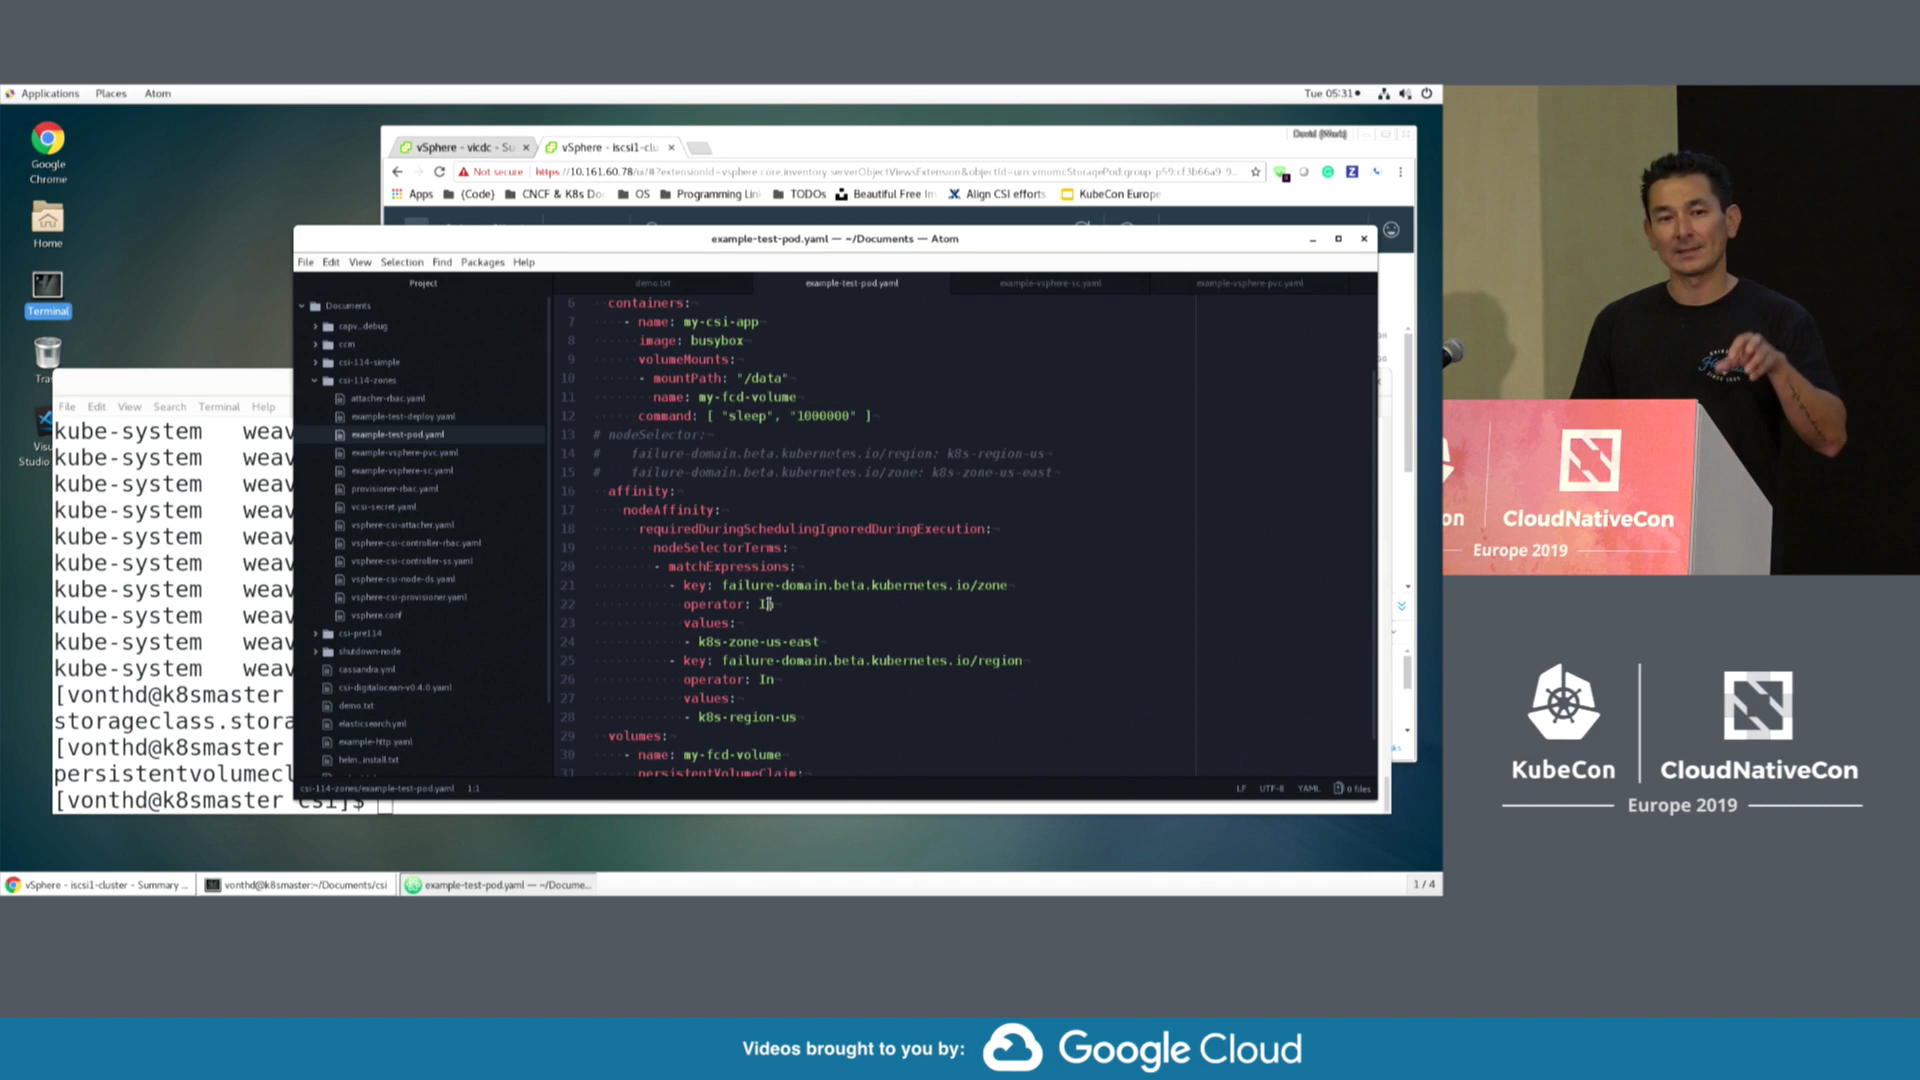 Applications Places Atom
Tue 05:31
Google Chrome
Home
Terminal
vSphere - vicdc - Su
vSphere - iscsi1-clu
Not secure
Apps {Code} CNCF & K8s Do OS Programming Lin TODOs Beautiful Free Im Align CSI efforts KubeCon Europe
example-test-pod.yaml — ~/Documents — Atom
File Edit View Selection Find Packages Help
Project
demo.txt example-test-pod.yaml example-vsphere-sc.yaml example-vsphere-pvc.yaml
Documents
capv_debug
ccm
csi-114-simple
csi-114-zones
attacher-rbac.yaml
example-test-deploy.yaml
example-test-pod.yaml
example-vsphere-pvc.yaml
example-vsphere-sc.yaml
provisioner-rbac.yaml
vcsi-secret.yaml
vsphere-csi-attacher.yaml
vsphere-csi-controller-rbac.yaml
vsphere-csi-controller-ss.yaml
vsphere-csi-node-ds.yaml
vsphere-csi-provisioner.yaml
vsphere.conf
csi-pre114
shutdown-node
cassandra.yml
csi-digitalocean-v0.4.0.yaml
demo.txt
elasticsearch.yml
example-http.yaml
helm_install.txt
6 containers:
7 - name: my-csi-app
8 image: busybox
9 volumeMounts:
10 - mountPath: "/data"
11 name: my-fcd-volume
12 command: [ "sleep", "1000000" ]
13 # nodeSelector:
14 # failure-domain.beta.kubernetes.io/region: k8s-region-us
15 # failure-domain.beta.kubernetes.io/zone: k8s-zone-us-east
16 affinity:
17 nodeAffinity:
18 requiredDuringSchedulingIgnoredDuringExecution:
19 nodeSelectorTerms:
20 - matchExpressions:
21 - key: failure-domain.beta.kubernetes.io/zone
22 operator: In
23 values:
24 - k8s-zone-us-east
25 - key: failure-domain.beta.kubernetes.io/region
26 operator: In
27 values:
28 - k8s-region-us
29 volumes:
30 - name: my-fcd-volume
31 persistentVolumeClaim:
csi-114-zones/example-test-pod.yaml 1:1
LF UTF-8 YAML 0 files
File Edit View Search Terminal Help
kube-system weav
kube-system weav
kube-system weav
kube-system weav
kube-system weav
kube-system weav
kube-system weav
kube-system weav
kube-system weav
kube-system weav
[vonthd@k8smaster
storageclass.stora
[vonthd@k8smaster
persistentvolumecl
[vonthd@k8smaster csi]$
vSphere - iscsi1-cluster - Summary ...
vonthd@k8smaster:~/Documents/csi
example-test-pod.yaml — ~/Docume...
1 / 4
on CloudNativeCon
Europe 2019
KubeCon CloudNativeCon
Europe 2019
Videos brought to you by: Google Cloud